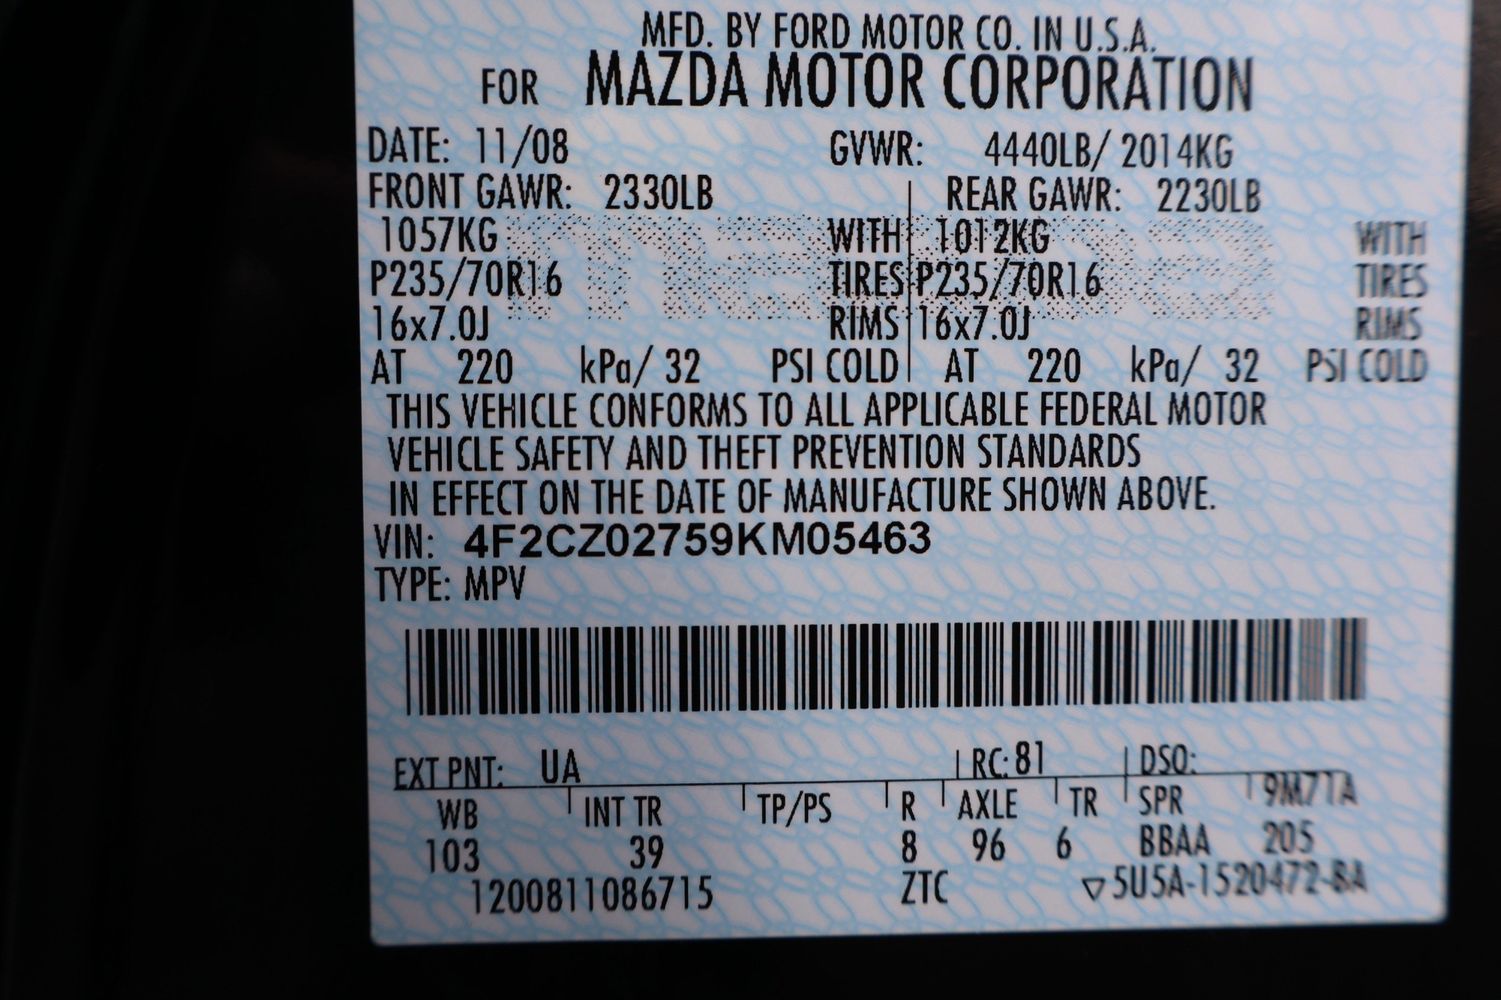 MFD. BY FORD MOTOR CO. IN U.S.A.
FOR MAZDA MOTOR CORPORATION
DATE: 11/08 GVWR: 4440LB/ 2014KG
FRONT GAWR: 2330LB REAR GAWR: 2230LB
1057KG WITH 1012KG WITH
P235/70R16 TIRES P235/70R16 TIRES
16x7.0J RIMS 16x7.0J RIMS
AT 220 kPa/ 32 PSI COLD AT 220 kPa/ 32 PSI COLD
THIS VEHICLE CONFORMS TO ALL APPLICABLE FEDERAL MOTOR
VEHICLE SAFETY AND THEFT PREVENTION STANDARDS
IN EFFECT ON THE DATE OF MANUFACTURE SHOWN ABOVE.
VIN: 4F2CZ02759KM05463
TYPE: MPV
EXT PNT: UA RC: 81 DSO:
WB INT TR TP/PS R AXLE TR SPR 9M71A
103 39 8 96 6 BBAA 205
1200811086715 ZTC ▽5U5A-1520472-BA